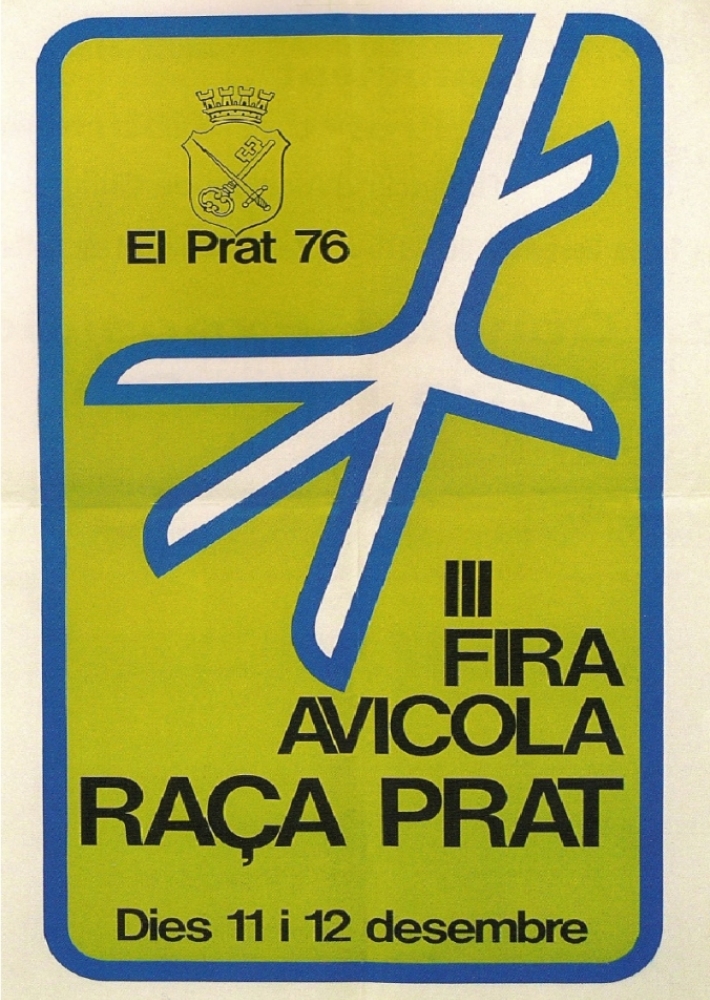 El Prat 76
III
FIRA
AVICOLA
RAÇA PRAT
Dies 11 i 12 desembre